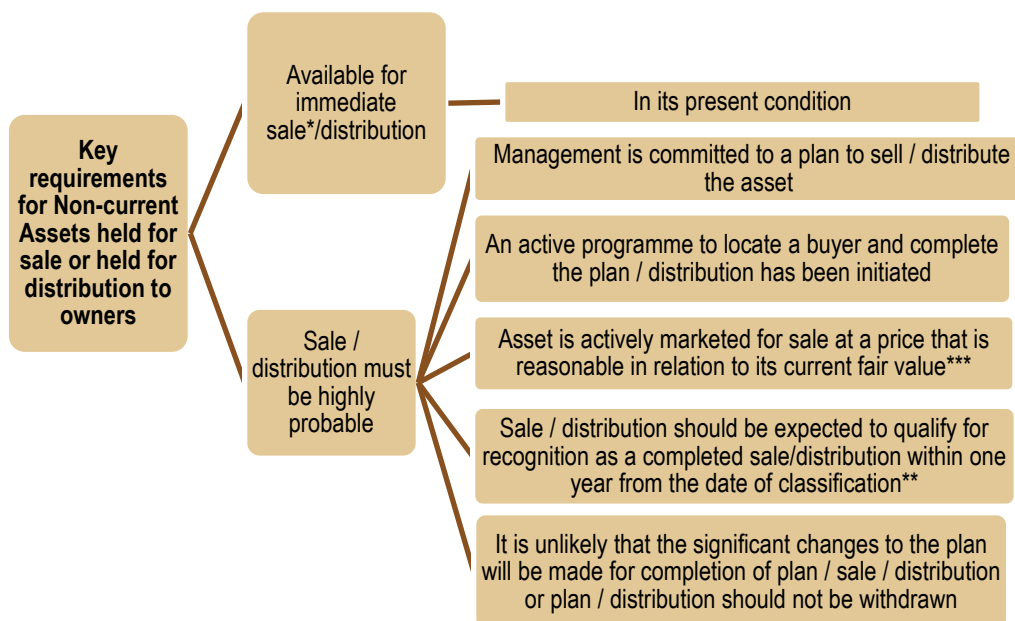 Key
requirements
for Non-current
Assets held for
sale or held for
distribution to
owners
Available for
immediate
sale*/distribution
In its present condition
Sale /
distribution must
be highly
probable
Management is committed to a plan to sell / distribute
the asset
An active programme to locate a buyer and complete
the plan / distribution has been initiated
Asset is actively marketed for sale at a price that is
reasonable in relation to its current fair value***
Sale / distribution should be expected to qualify for
recognition as a completed sale/distribution within one
year from the date of classification**
It is unlikely that the significant changes to the plan
will be made for completion of plan / sale / distribution
or plan / distribution should not be withdrawn